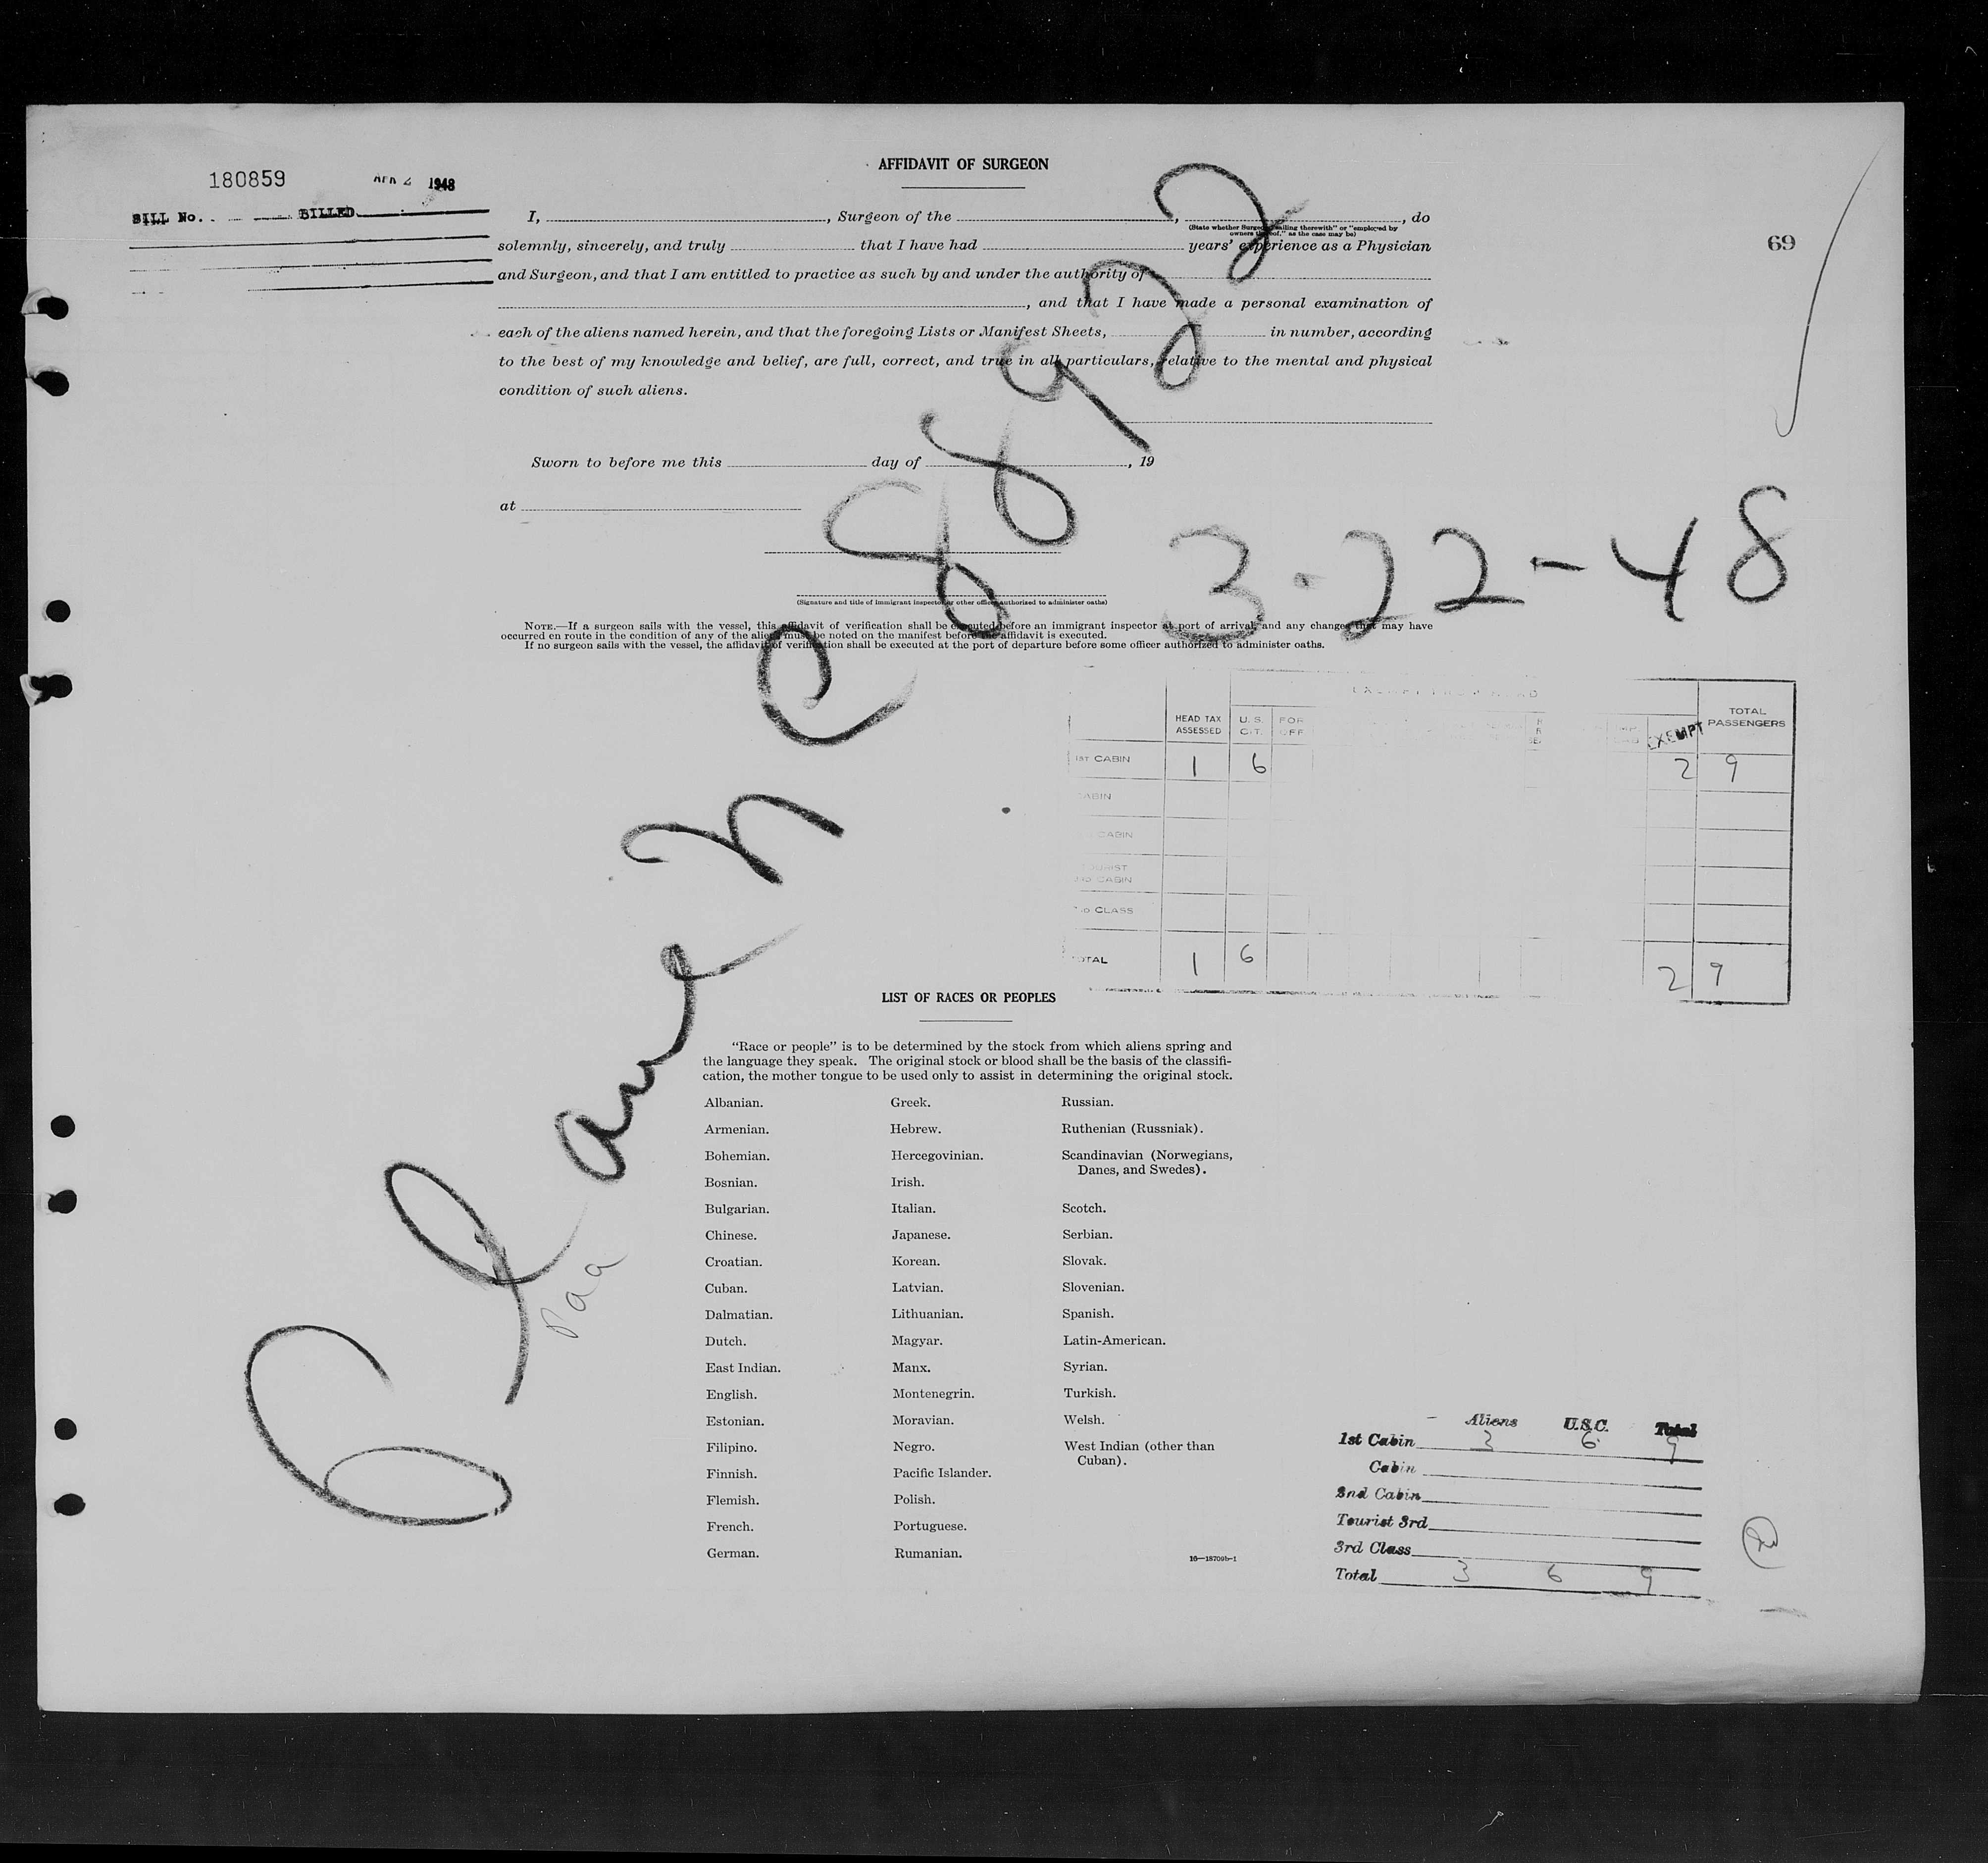 AFFIDAVIT OF SURGEON
180859 APR 2 1948
BILL No. BILLED
69
I, , Surgeon of the , , do
(State whether Surgeon "sailing therewith" or "employed by
owners thereof," as the case may be)
solemnly, sincerely, and truly that I have had years' experience as a Physician
and Surgeon, and that I am entitled to practice as such by and under the authority of
, and that I have made a personal examination of
each of the aliens named herein, and that the foregoing Lists or Manifest Sheets, in number, according
to the best of my knowledge and belief, are full, correct, and true in all particulars, relative to the mental and physical
condition of such aliens.
Sworn to before me this day of , 19
at
(Signature and title of immigrant inspector or other officer authorized to administer oaths)
Plane 88922
3-22-48
Paa
NOTE.—If a surgeon sails with the vessel, this affidavit of verification shall be executed before an immigrant inspector at port of arrival, and any changes that may have
occurred en route in the condition of any of the aliens must be noted on the manifest before the affidavit is executed.
If no surgeon sails with the vessel, the affidavit of verification shall be executed at the port of departure before some officer authorized to administer oaths.
HEAD TAX ASSESSED U. S. CIT. FOR OFF EXEMPT TOTAL PASSENGERS
1ST CABIN 1 6 2 9
CABIN
CABIN
TOURIST
2ND CABIN
CLASS
TOTAL 1 6 2 9
LIST OF RACES OR PEOPLES
"Race or people" is to be determined by the stock from which aliens spring and
the language they speak. The original stock or blood shall be the basis of the classifi-
cation, the mother tongue to be used only to assist in determining the original stock.
Albanian.
Armenian.
Bohemian.
Bosnian.
Bulgarian.
Chinese.
Croatian.
Cuban.
Dalmatian.
Dutch.
East Indian.
English.
Estonian.
Filipino.
Finnish.
Flemish.
French.
German.
Greek.
Hebrew.
Hercegovinian.
Irish.
Italian.
Japanese.
Korean.
Latvian.
Lithuanian.
Magyar.
Manx.
Montenegrin.
Moravian.
Negro.
Pacific Islander.
Polish.
Portuguese.
Rumanian.
Russian.
Ruthenian (Russniak).
Scandinavian (Norwegians,
Danes, and Swedes).
Scotch.
Serbian.
Slovak.
Slovenian.
Spanish.
Latin-American.
Syrian.
Turkish.
Welsh.
West Indian (other than
Cuban).
16—18709b-1
Aliens U.S.C. Total
1st Cabin 3 6 9
Cabin
2nd Cabin
Tourist 3rd
3rd Class
Total 3 6 9